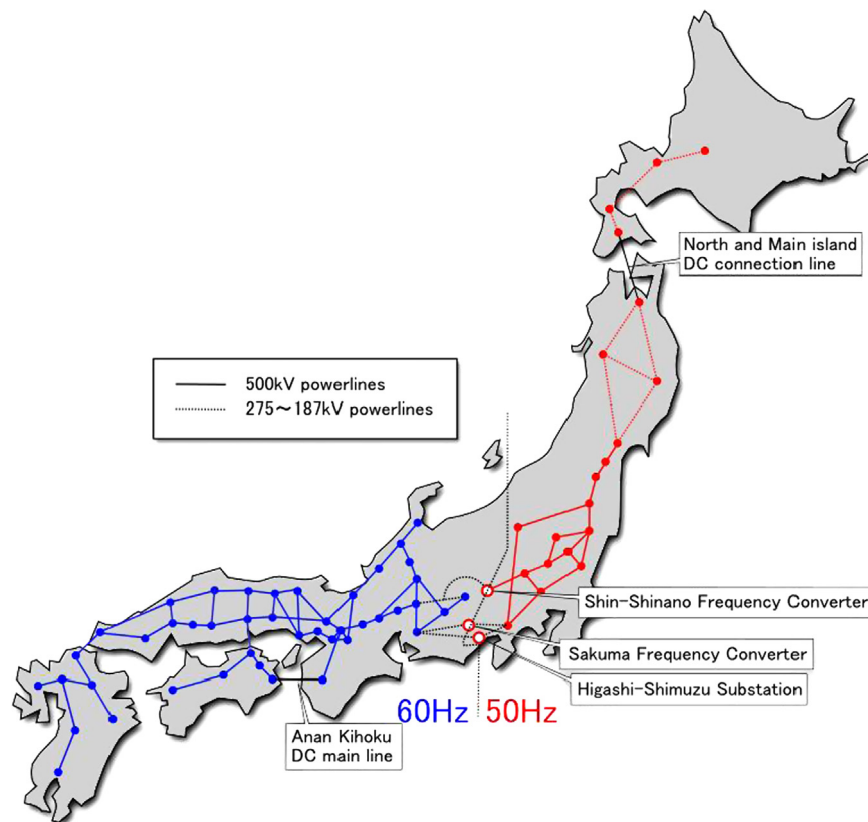 North and Main island
DC connection line
500kV powerlines
275～187kV powerlines
Shin-Shinano Frequency Converter
Sakuma Frequency Converter
Higashi-Shimuzu Substation
60Hz
50Hz
Anan Kihoku
DC main line